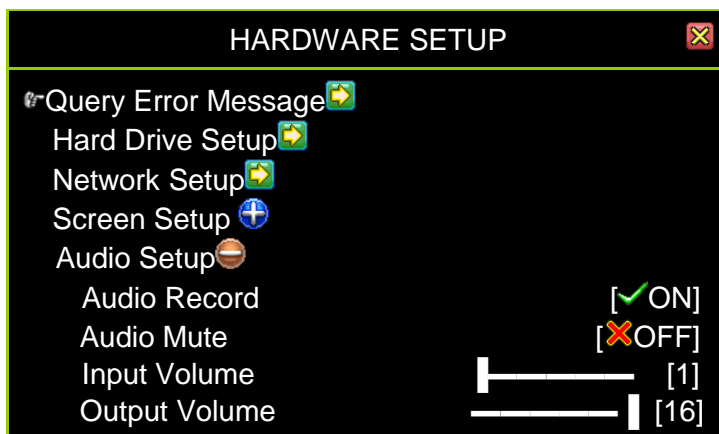 HARDWARE SETUP
Query Error Message
Hard Drive Setup
Network Setup
Screen Setup
Audio Setup
Audio Record [ON]
Audio Mute [OFF]
Input Volume [1]
Output Volume [16]